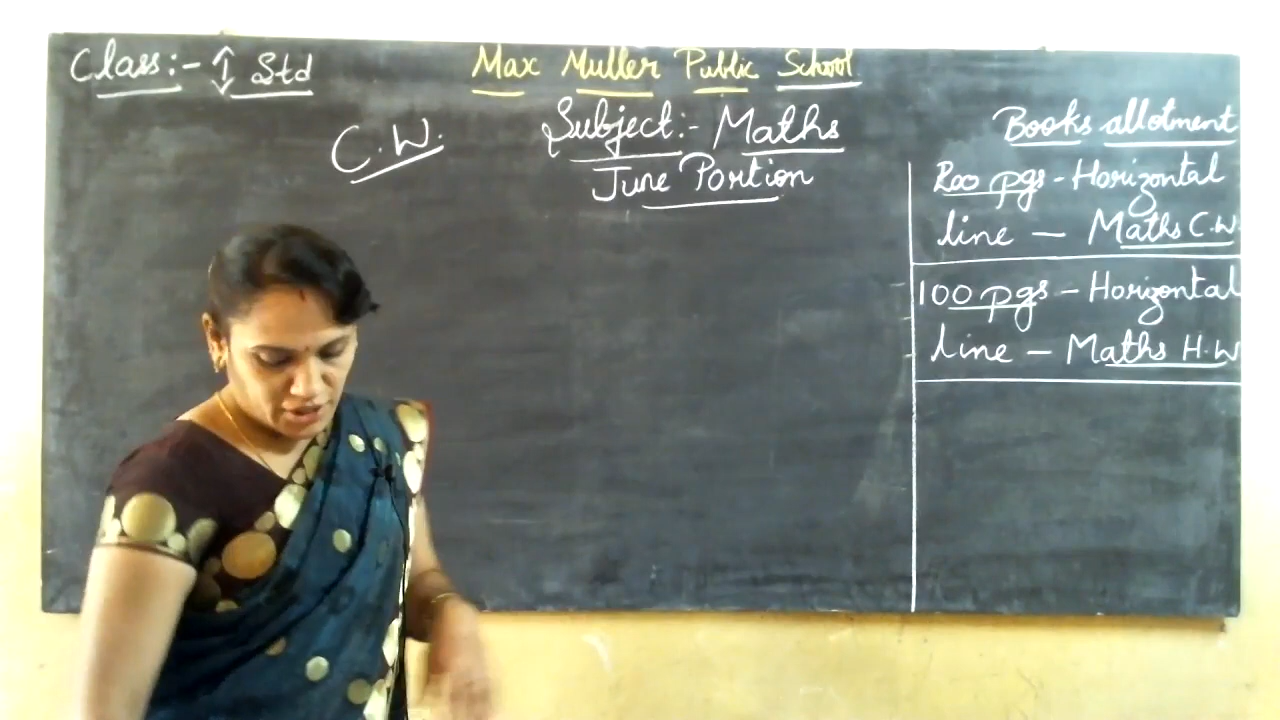 Class:- I Std
Max Muller Public School
C.W.
Subject:- Maths
June Portion
Books allotment
200 pgs - Horizontal
line — Maths C.W.
100 pgs - Horizontal
line — Maths H.W